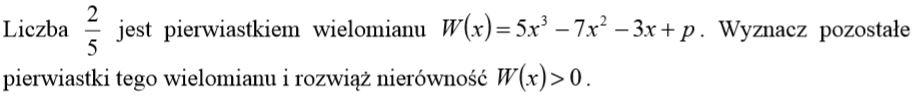 Liczba 2/5 jest pierwiastkiem wielomianu W(x) = 5x³ − 7x² − 3x + p. Wyznacz pozostałe
pierwiastki tego wielomianu i rozwiąż nierówność W(x) > 0.